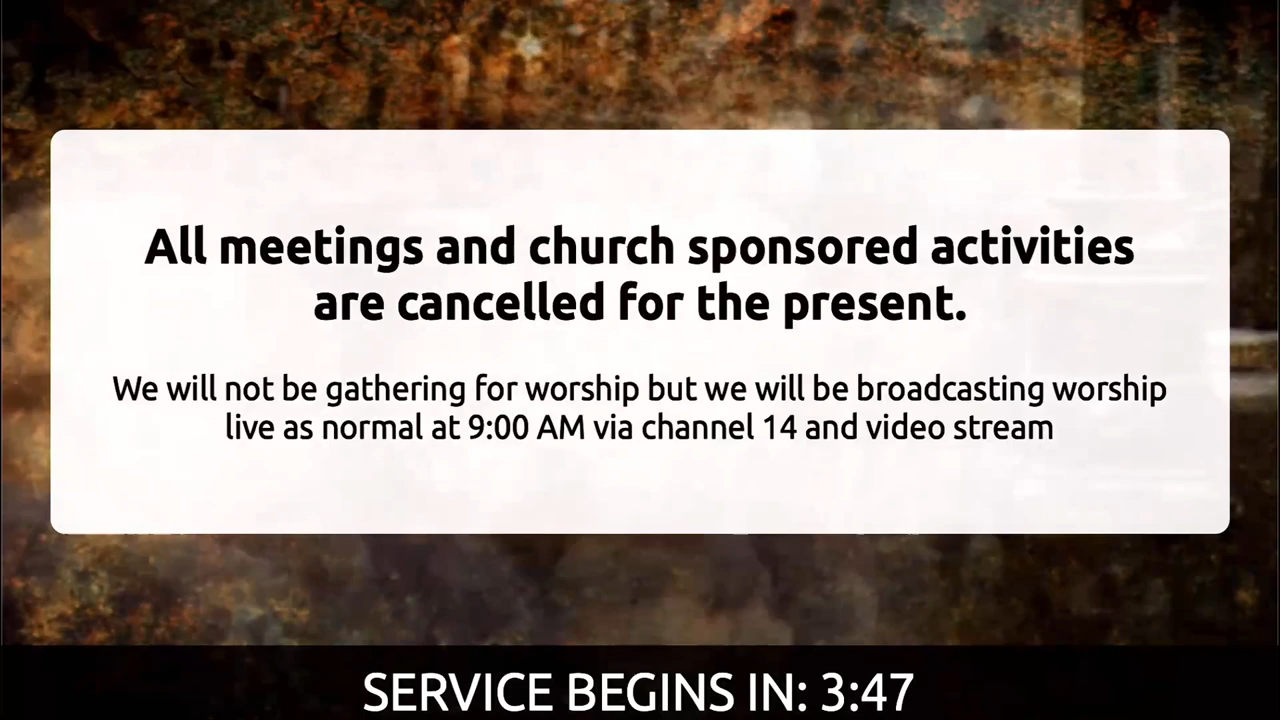 All meetings and church sponsored activities
are cancelled for the present.
We will not be gathering for worship but we will be broadcasting worship
live as normal at 9:00 AM via channel 14 and video stream
SERVICE BEGINS IN: 3:47